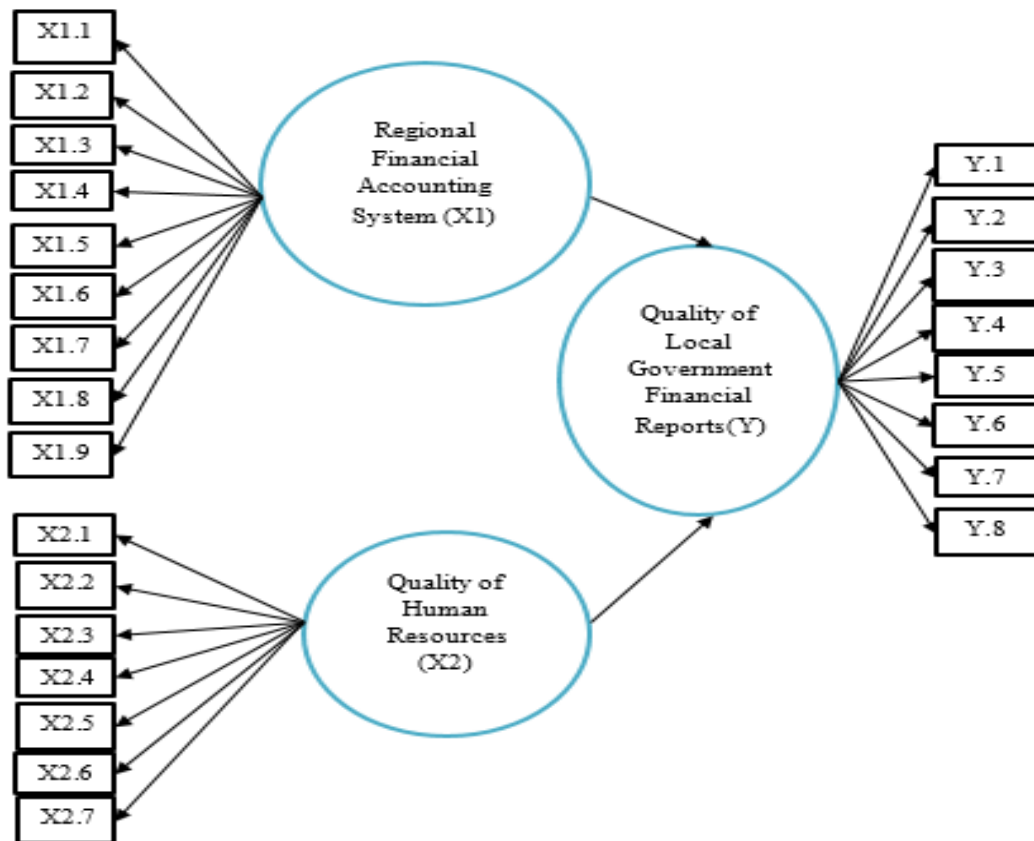 X1.1
X1.2
X1.3
X1.4
X1.5
X1.6
X1.7
X1.8
X1.9
Regional
Financial
Accounting
System (X1)
X2.1
X2.2
X2.3
X2.4
X2.5
X2.6
X2.7
Quality of
Human
Resources
(X2)
Quality of
Local
Government
Financial
Reports(Y)
Y.1
Y.2
Y.3
Y.4
Y.5
Y.6
Y.7
Y.8